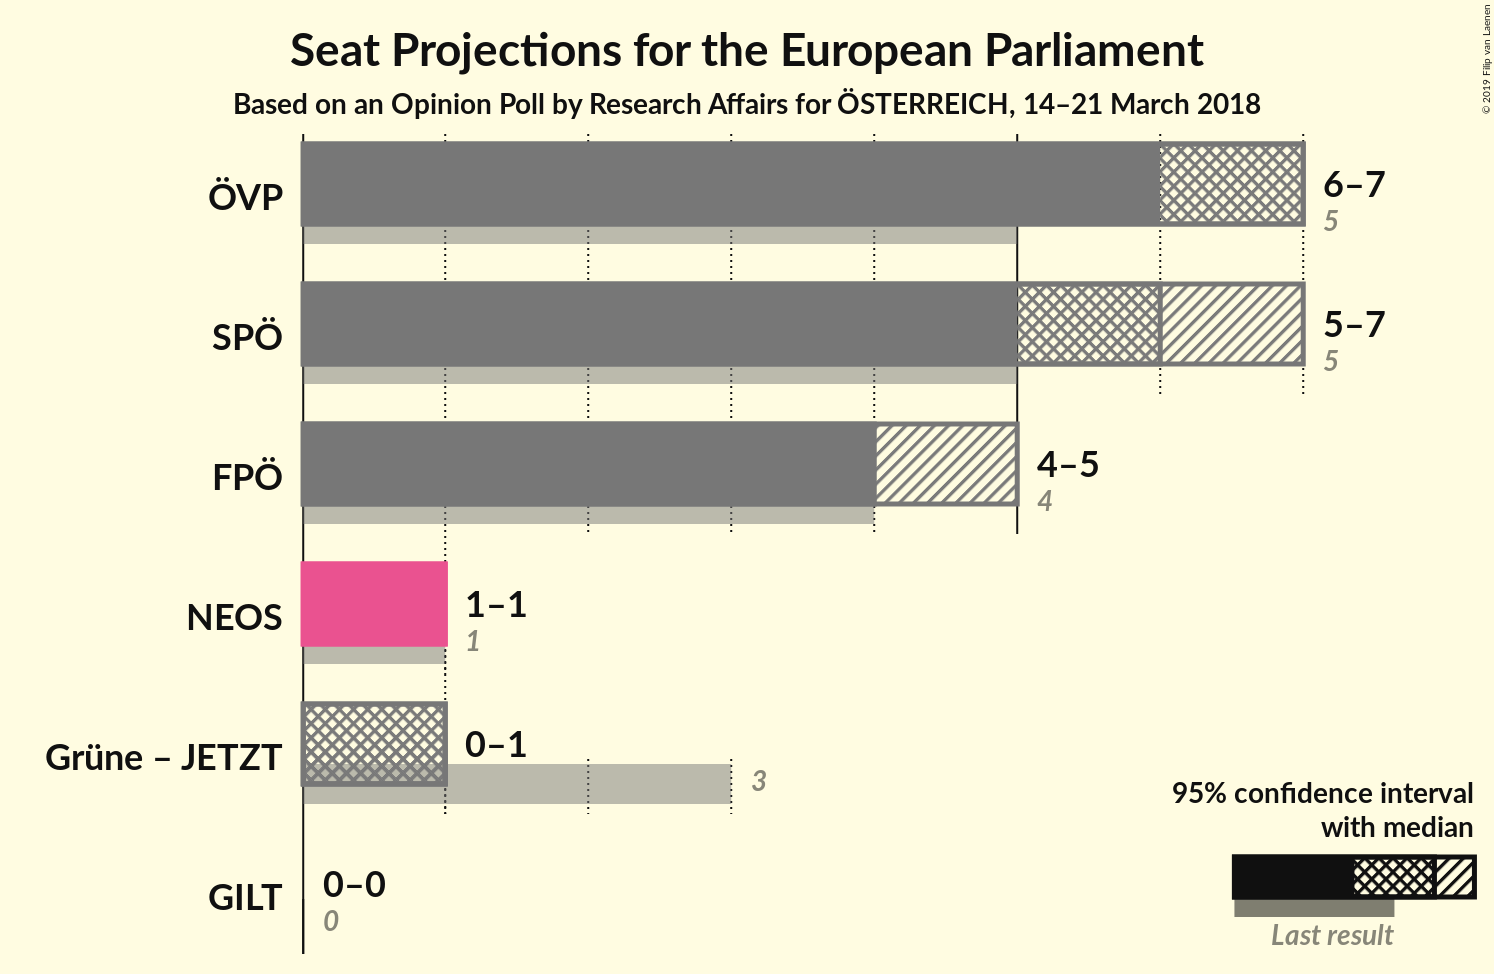 Seat Projections for the European Parliament
Based on an Opinion Poll by Research Affairs for ÖSTERREICH, 14–21 March 2018
© 2019 Filip van Laenen
ÖVP
6–7
5
SPÖ
5–7
5
FPÖ
4–5
4
NEOS
1–1
1
Grüne – JETZT
0–1
3
GILT
0–0
0
95% confidence interval
with median
Last result